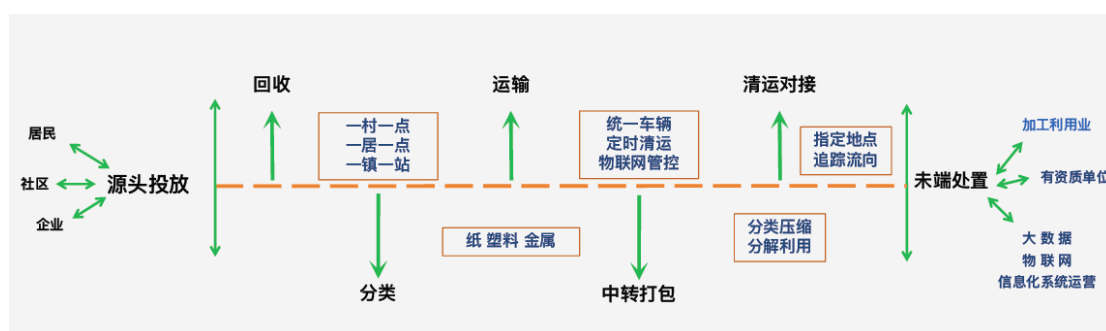 回收
运输
清运对接
一村一点
一居一点
一镇一站
统一车辆
定时清运
物联网管控
指定地点
追踪流向
居民
社区
企业
源头投放
未端处置
加工利用业
有资质单位
大 数 据
物 联 网
信息化系统运营
纸 塑料 金属
分类压缩
分解利用
分类
中转打包